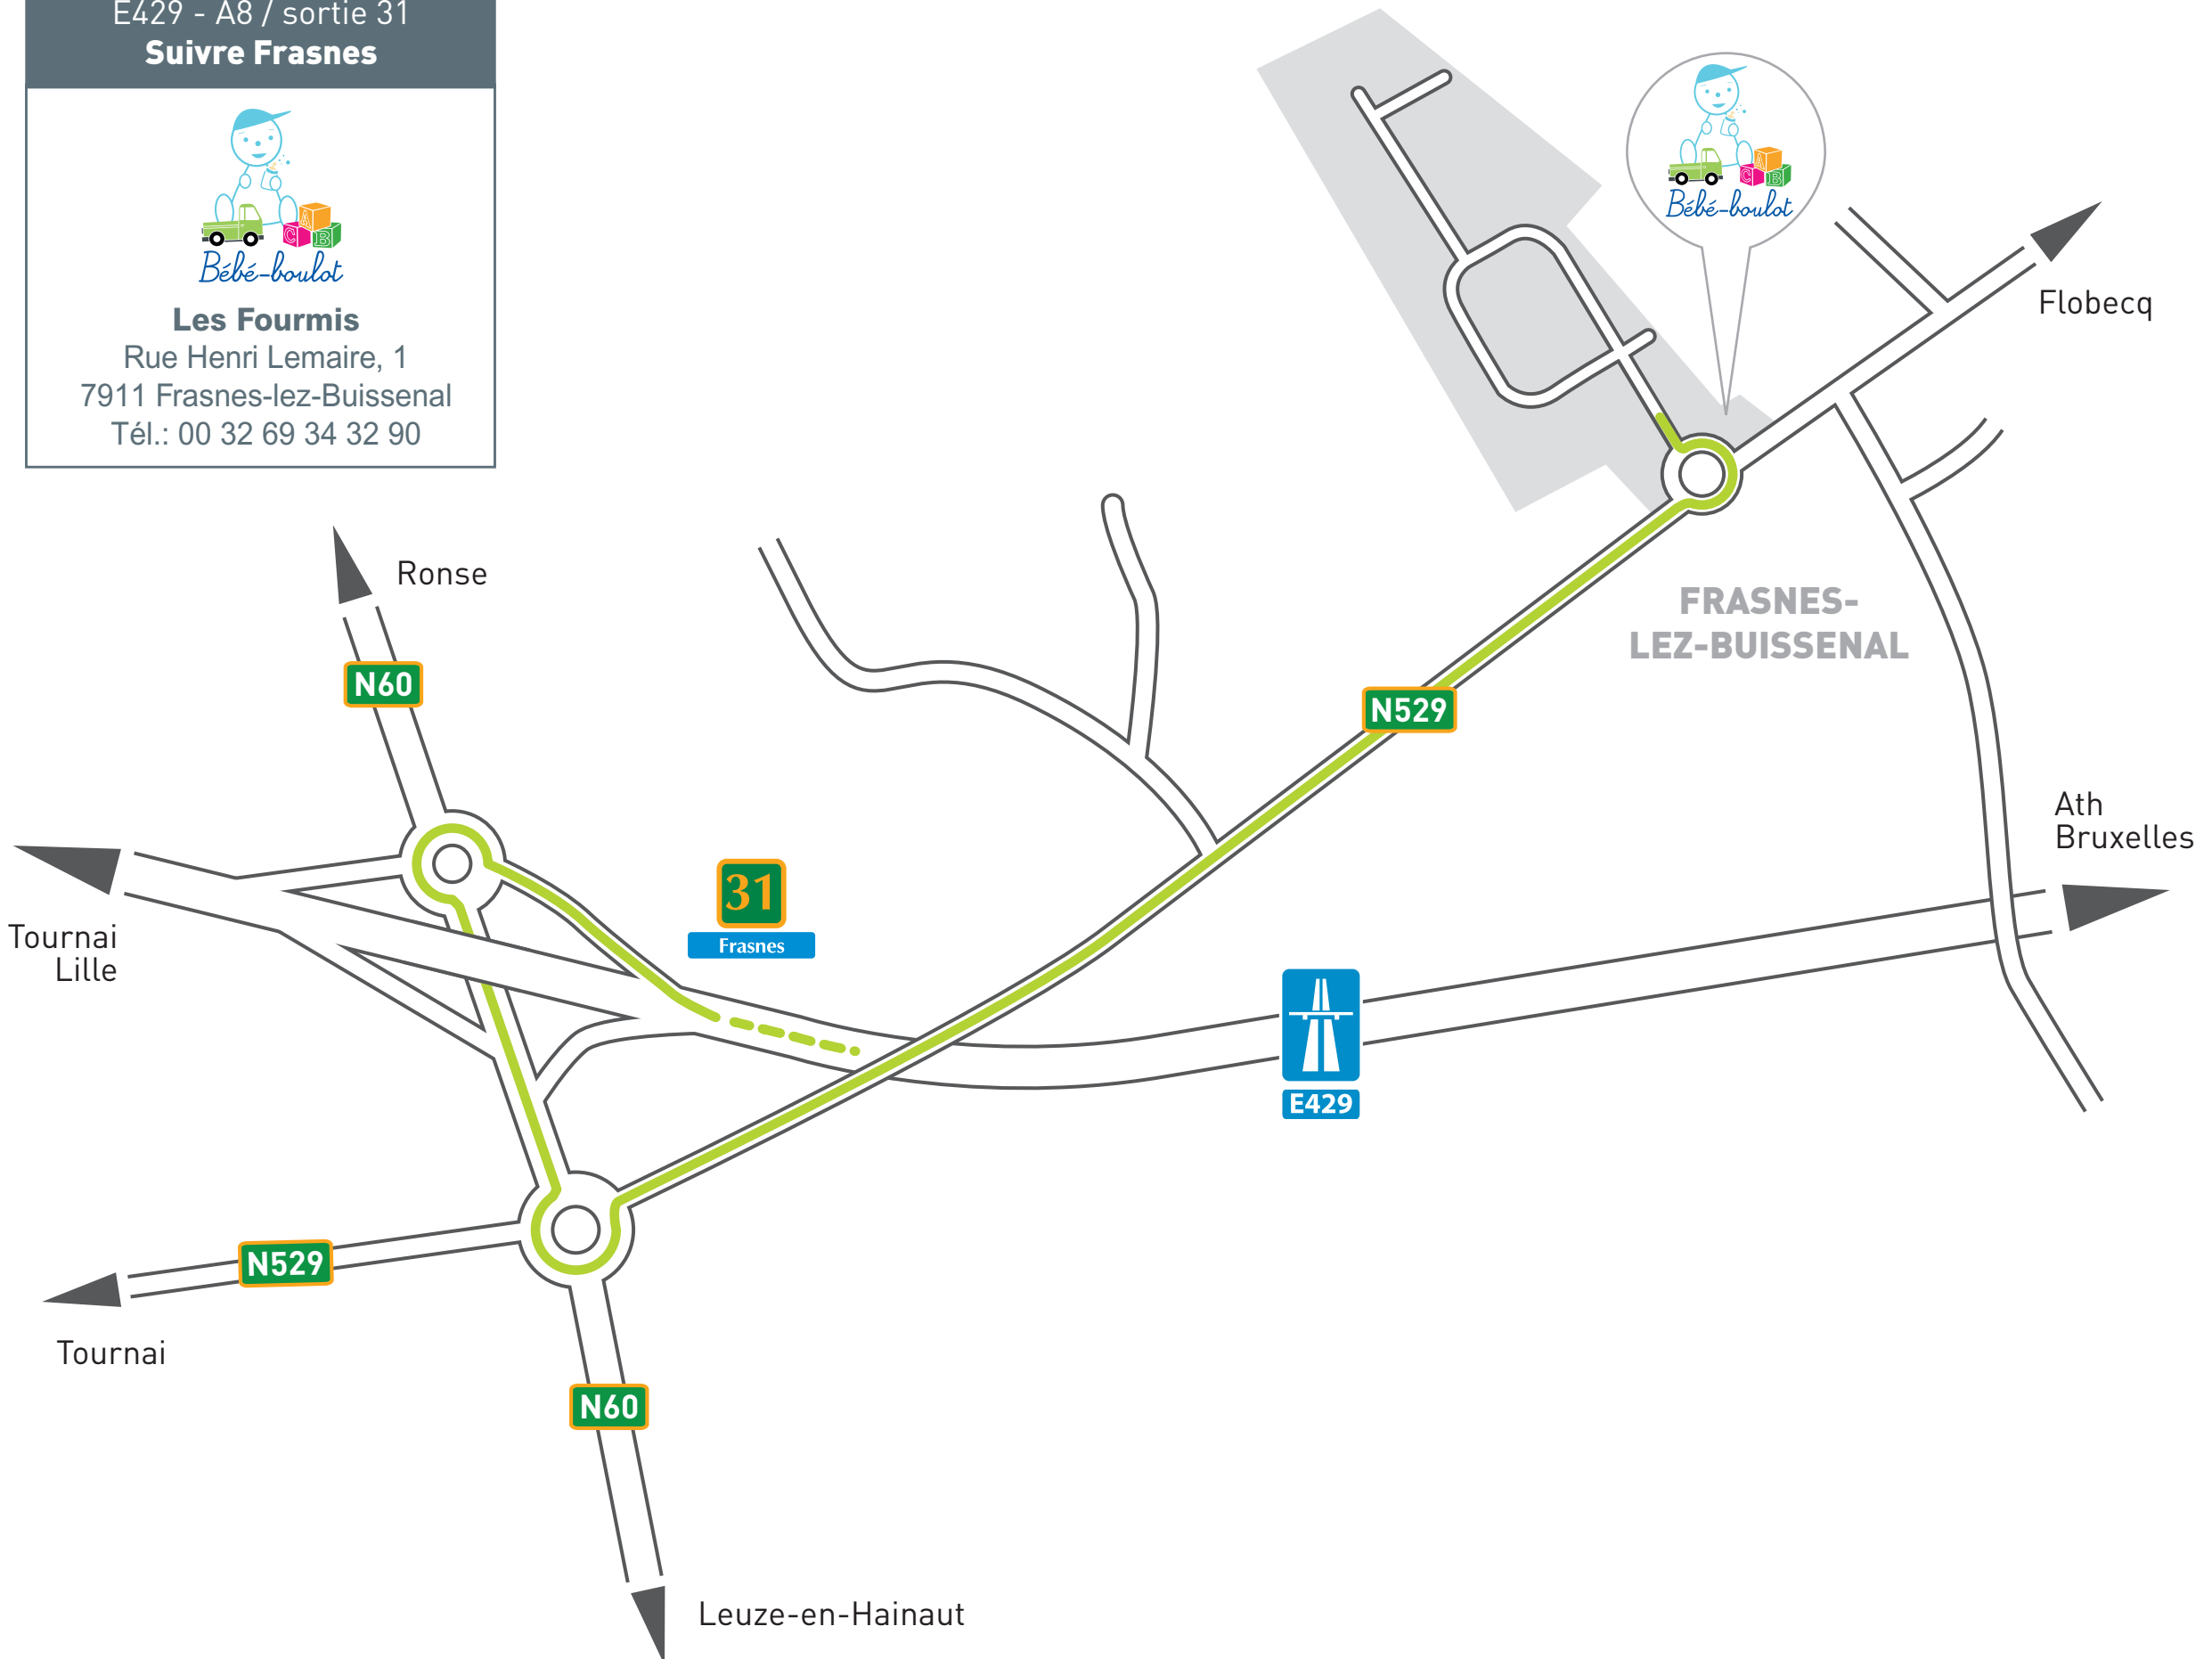 E429 - A8 / sortie 31
Suivre Frasnes
A
C
B
Bébé-boulot
Les Fourmis
Rue Henri Lemaire, 1
7911 Frasnes-lez-Buissenal
Tél.: 00 32 69 34 32 90
A
C
B
Bébé-boulot
Flobecq
Ronse
N60
FRASNES-
LEZ-BUISSENAL
N529
Ath
Bruxelles
31
Frasnes
Tournai
Lille
E429
N529
Tournai
N60
Leuze-en-Hainaut